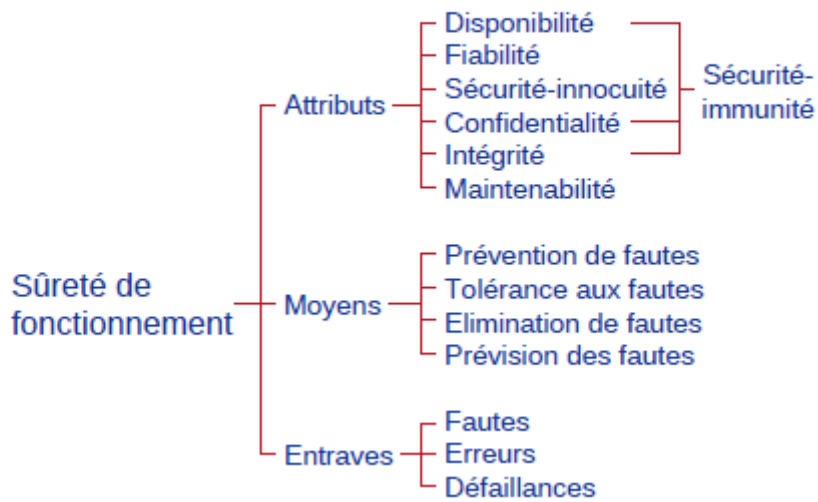 Disponibilité
Fiabilité
Sécurité-innocuité
Confidentialité
Intégrité
Maintenabilité
Sécurité-
immunité
Attributs
Sûreté de
fonctionnement
Moyens
Prévention de fautes
Tolérance aux fautes
Elimination de fautes
Prévision des fautes
Entraves
Fautes
Erreurs
Défaillances